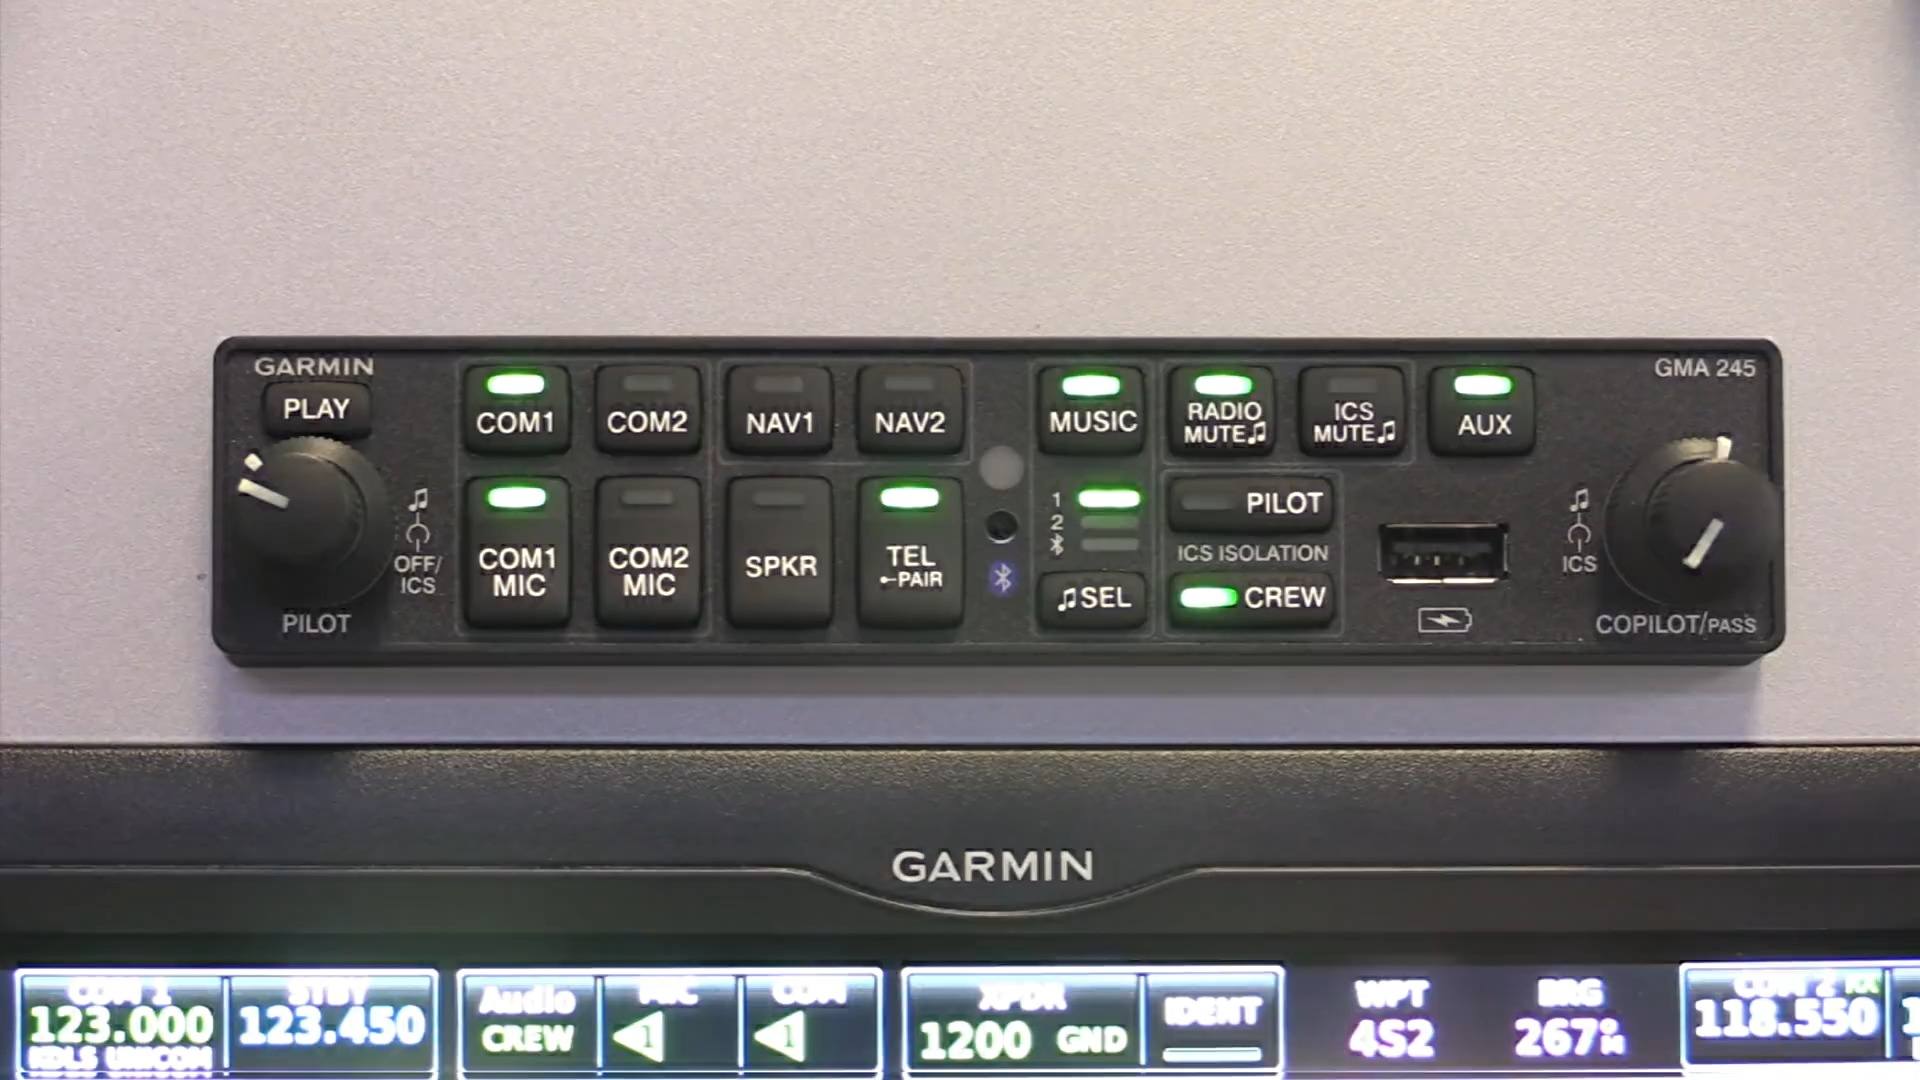 GARMIN
PLAY
PILOT
OFF/
ICS
COM1
COM2
NAV1
NAV2
COM1
MIC
COM2
MIC
SPKR
TEL
←PAIR
MUSIC
RADIO
MUTE♫
ICS
MUTE♫
AUX
1
2
♫SEL
PILOT
ICS ISOLATION
CREW
GMA 245
ICS
COPILOT/PASS
GARMIN
COM 1
123.000
KDLS UNICOM
STBY
123.450
Audio
CREW
MIC
1
COM
1
XPDR
1200 GND
IDENT
WPT
4S2
BRG
267°M
COM 2 RX
118.550